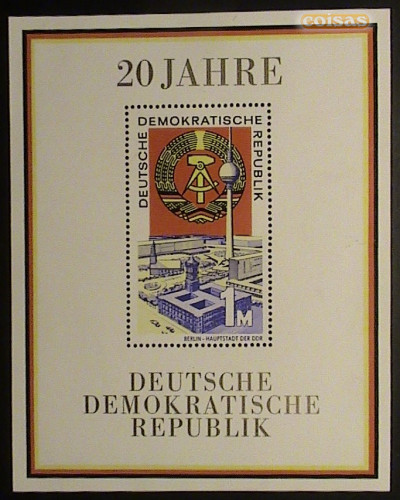 coisas
20 JAHRE
DEUTSCHE
DEMOKRATISCHE
REPUBLIK
1M
BERLIN - HAUPTSTADT DER DDR
DEUTSCHE
DEMOKRATISCHE
REPUBLIK